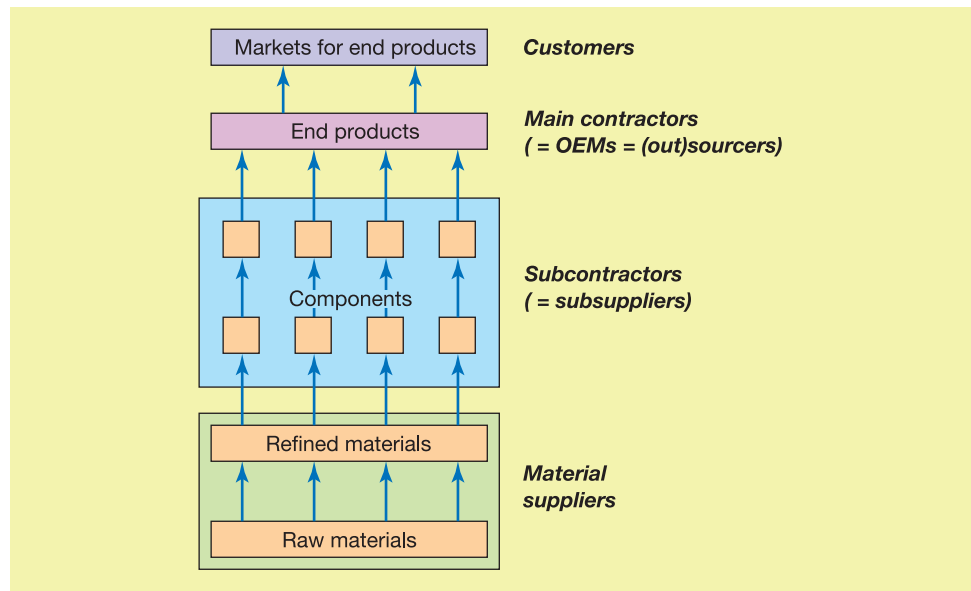 Markets for end products
Customers
End products
Main contractors
( = OEMs = (out)sourcers)
Components
Subcontractors
( = subsuppliers)
Refined materials
Raw materials
Material
suppliers